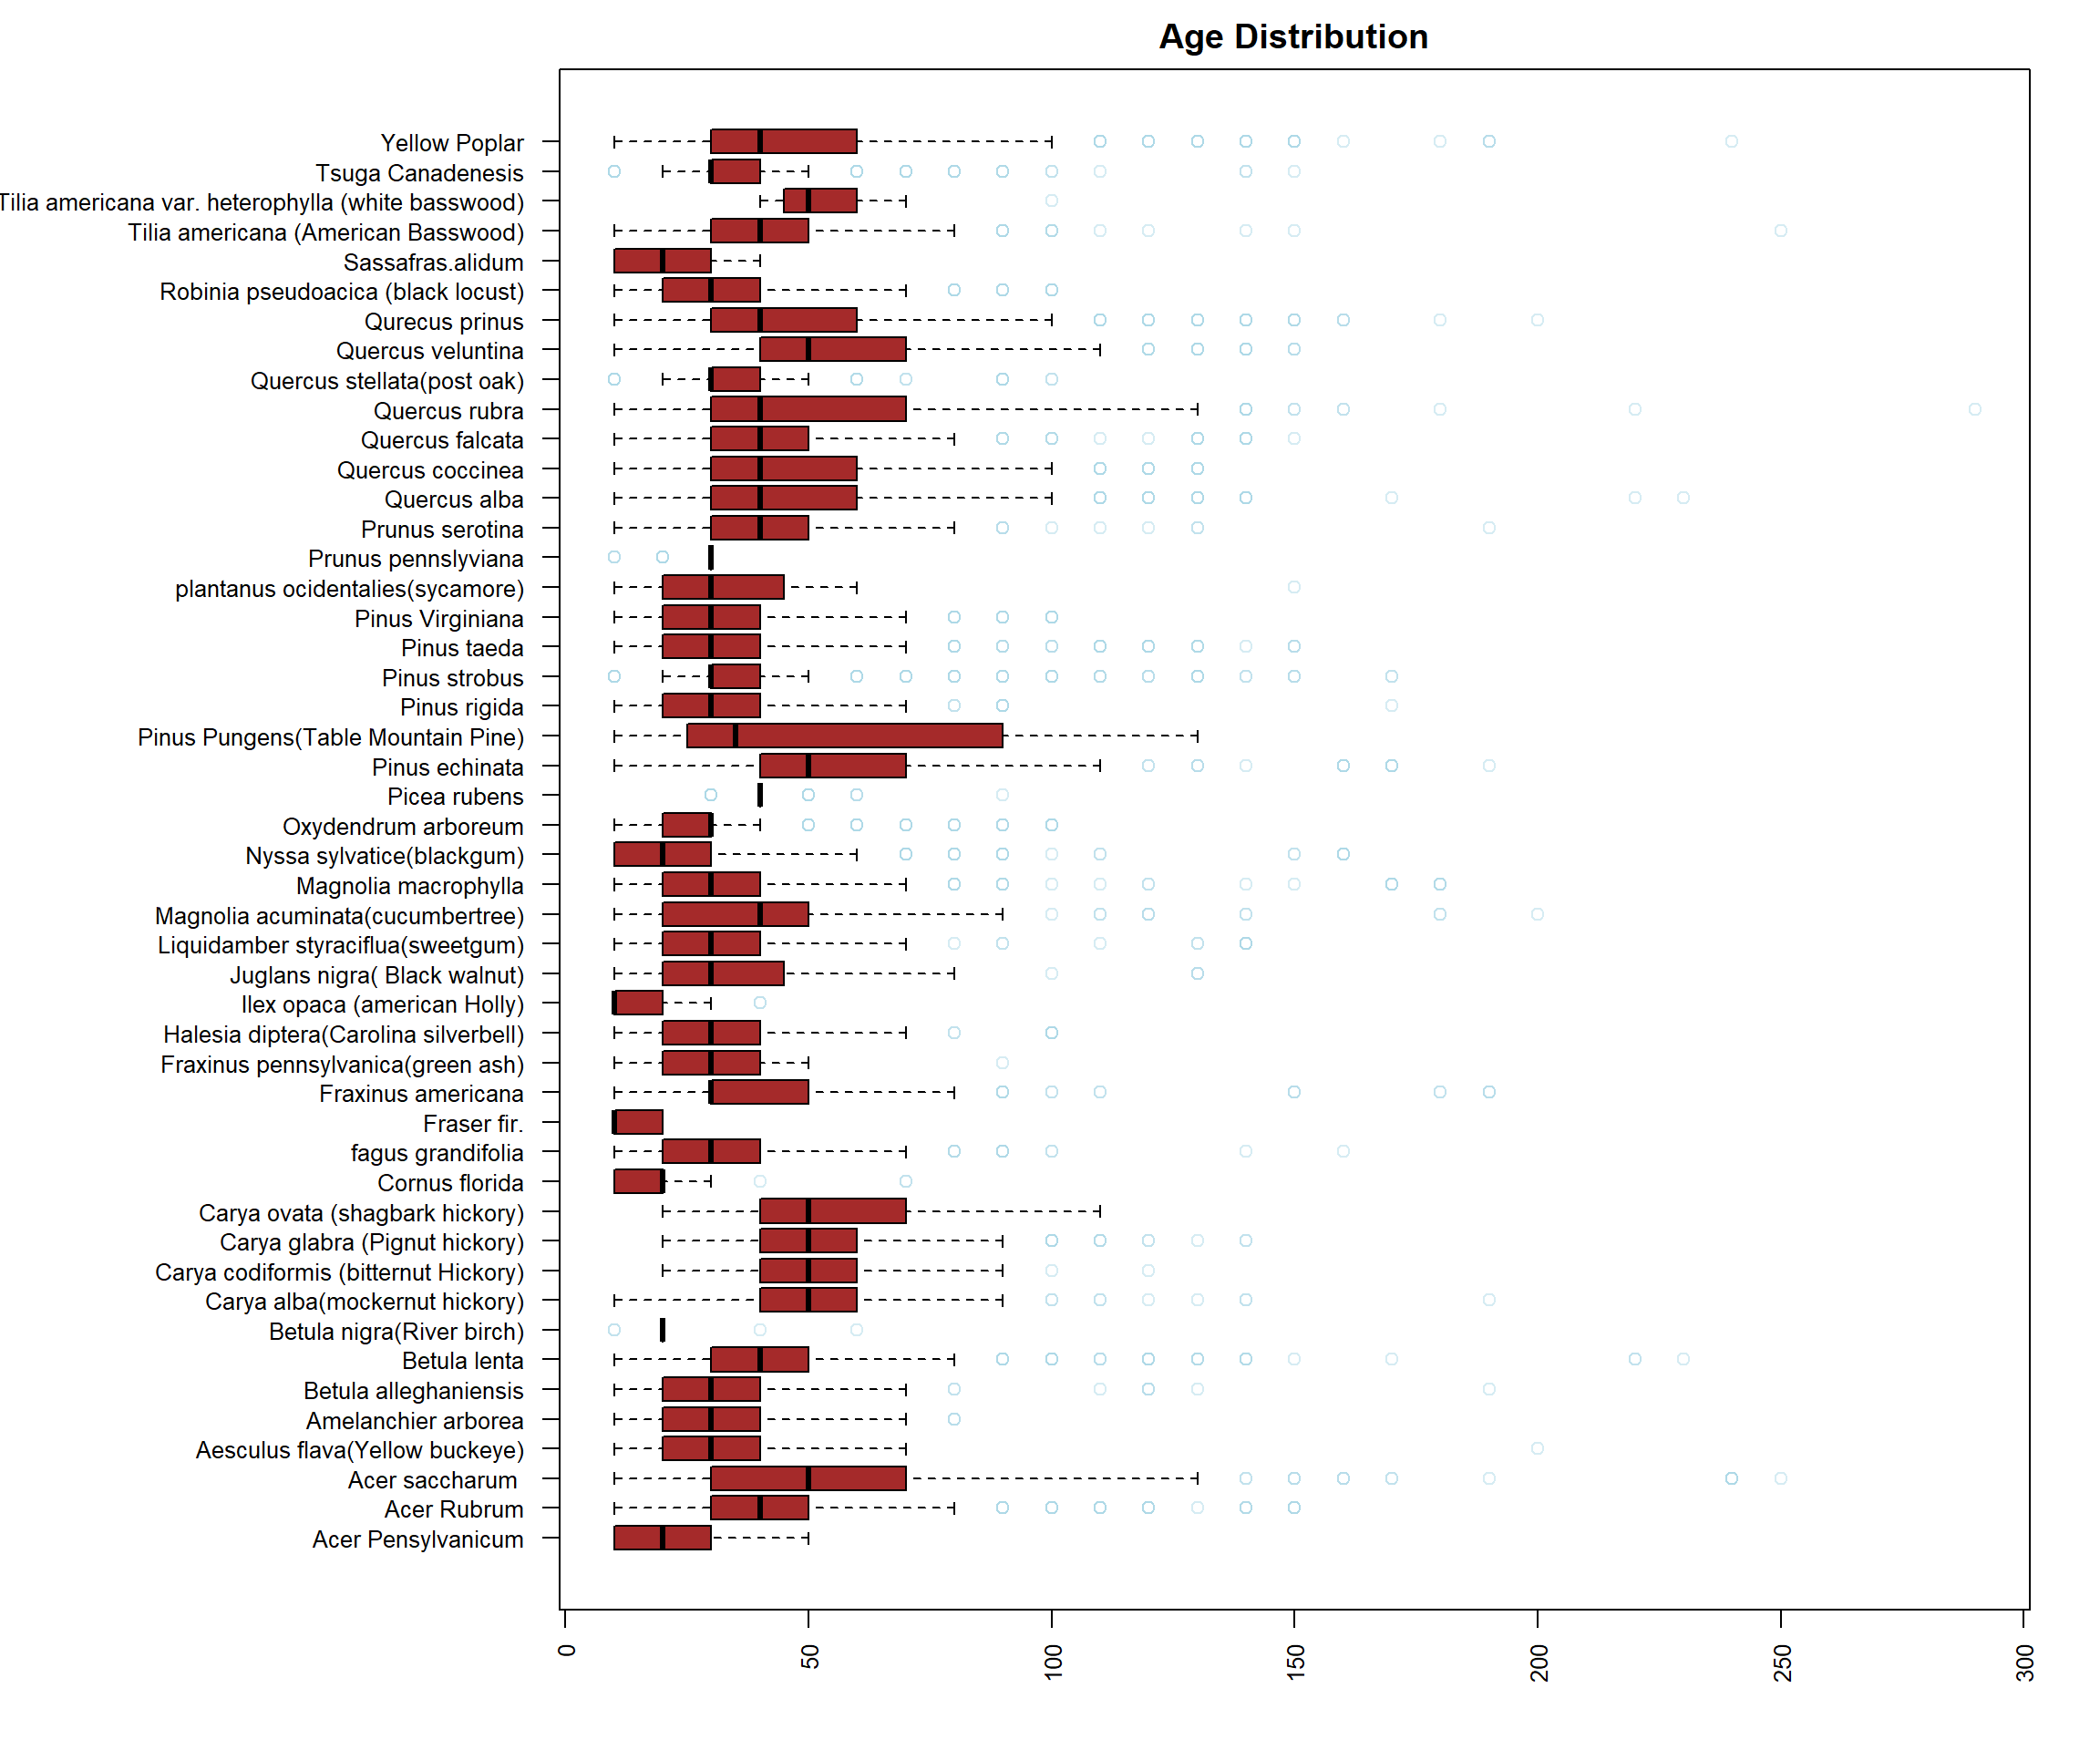 Age Distribution
Yellow Poplar
Tsuga Canadenesis
Tilia americana var. heterophylla (white basswood)
Tilia americana (American Basswood)
Sassafras.alidum
Robinia pseudoacica (black locust)
Qurecus prinus
Quercus veluntina
Quercus stellata(post oak)
Quercus rubra
Quercus falcata
Quercus coccinea
Quercus alba
Prunus serotina
Prunus pennslyviana
plantanus ocidentalies(sycamore)
Pinus Virginiana
Pinus taeda
Pinus strobus
Pinus rigida
Pinus Pungens(Table Mountain Pine)
Pinus echinata
Picea rubens
Oxydendrum arboreum
Nyssa sylvatice(blackgum)
Magnolia macrophylla
Magnolia acuminata(cucumbertree)
Liquidamber styraciflua(sweetgum)
Juglans nigra( Black walnut)
Ilex opaca (american Holly)
Halesia diptera(Carolina silverbell)
Fraxinus pennsylvanica(green ash)
Fraxinus americana
Fraser fir.
fagus grandifolia
Cornus florida
Carya ovata (shagbark hickory)
Carya glabra (Pignut hickory)
Carya codiformis (bitternut Hickory)
Carya alba(mockernut hickory)
Betula nigra(River birch)
Betula lenta
Betula alleghaniensis
Amelanchier arborea
Aesculus flava(Yellow buckeye)
Acer saccharum
Acer Rubrum
Acer Pensylvanicum
0 50 100 150 200 250 300